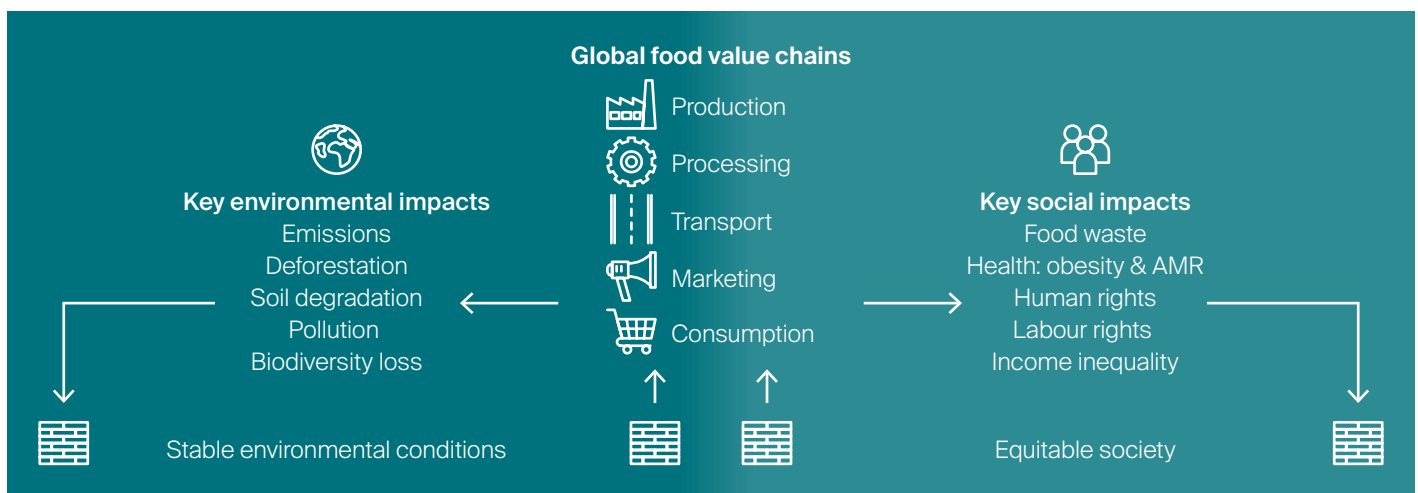 Global food value chains
Production
Processing
Transport
Marketing
Consumption
Key environmental impacts
Emissions
Deforestation
Soil degradation
Pollution
Biodiversity loss
Key social impacts
Food waste
Health: obesity & AMR
Human rights
Labour rights
Income inequality
Stable environmental conditions
Equitable society